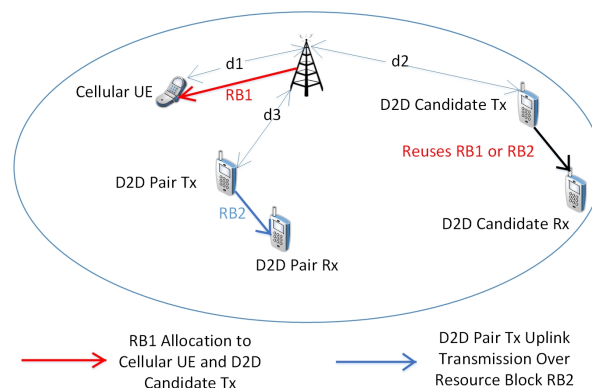 d1
d2
Cellular UE
RB1
D2D Candidate Tx
d3
Reuses RB1 or RB2
D2D Pair Tx
RB2
D2D Candidate Rx
D2D Pair Rx
RB1 Allocation to
Cellular UE and D2D
Candidate Tx
D2D Pair Tx Uplink
Transmission Over
Resource Block RB2